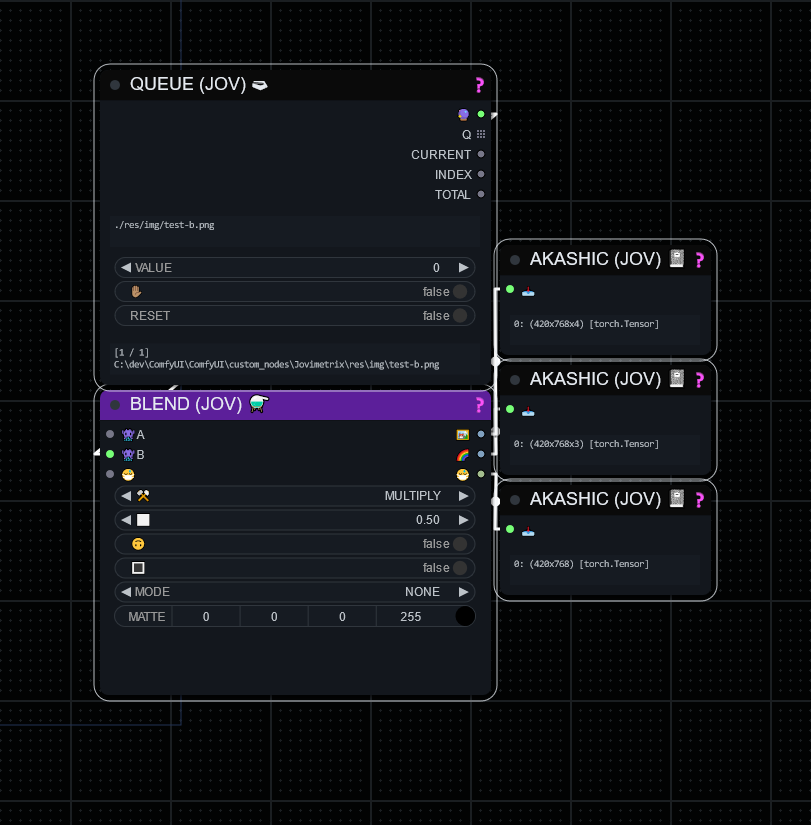 QUEUE (JOV)
?
Q
CURRENT
INDEX
TOTAL
./res/img/test-b.png
VALUE 0
false
RESET false
[1 / 1]
C:\dev\ComfyUI\ComfyUI\custom_nodes\Jovimetrix\res\img\test-b.png
BLEND (JOV)
?
A
B
MULTIPLY
0.50
false
false
MODE NONE
MATTE 0 0 0 255
AKASHIC (JOV)
?
0: (420x768x4) [torch.Tensor]
AKASHIC (JOV)
?
0: (420x768x3) [torch.Tensor]
AKASHIC (JOV)
?
0: (420x768) [torch.Tensor]